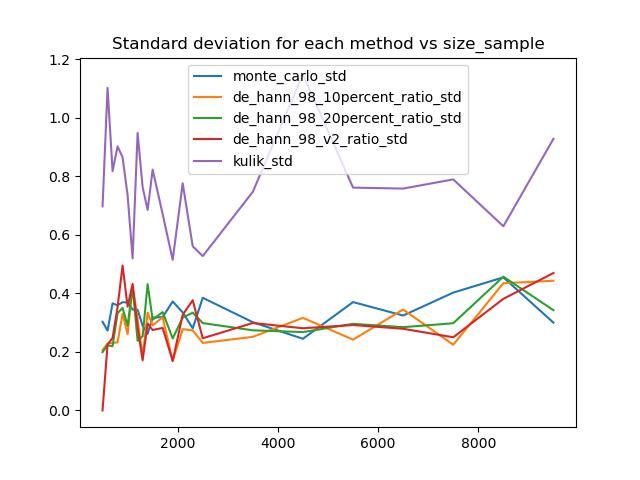 Standard deviation for each method vs size_sample
1.2
1.0
0.8
0.6
0.4
0.2
0.0
monte_carlo_std
de_hann_98_10percent_ratio_std
de_hann_98_20percent_ratio_std
de_hann_98_v2_ratio_std
kulik_std
2000 4000 6000 8000